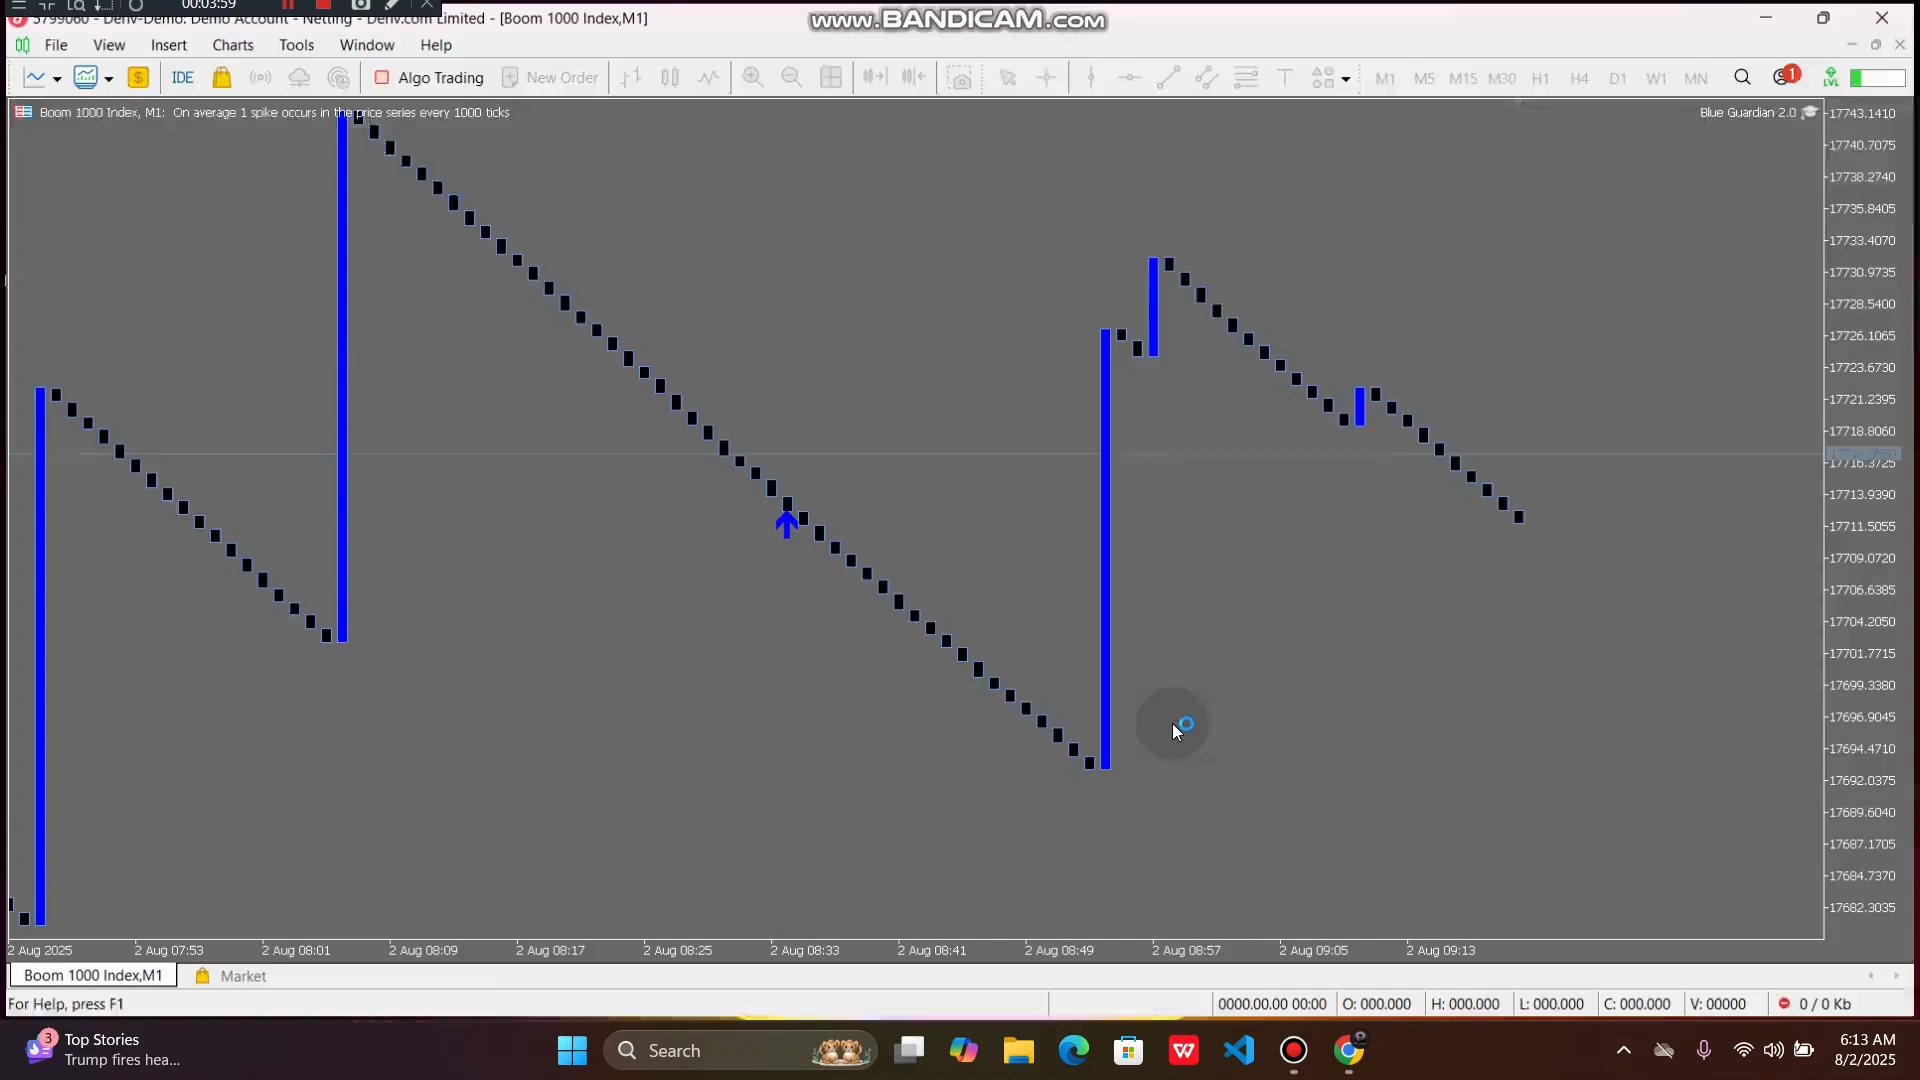 00:03:59
5799060 - Deriv-Demo: Demo Account - Netting - Deriv.com Limited - [Boom 1000 Index,M1]
www.BANDICAM.com
File View Insert Charts Tools Window Help
$ IDE Algo Trading New Order T M1 M5 M15 M30 H1 H4 D1 W1 MN 1 LVL
Boom 1000 Index, M1: On average 1 spike occurs in the price series every 1000 ticks
Blue Guardian 2.0
17743.1410
17740.7075
17738.2740
17735.8405
17733.4070
17730.9735
17728.5400
17726.1065
17723.6730
17721.2395
17718.8060
17716.3725
17713.9390
17711.5055
17709.0720
17706.6385
17704.2050
17701.7715
17699.3380
17696.9045
17694.4710
17692.0375
17689.6040
17687.1705
17684.7370
17682.3035
2 Aug 2025 2 Aug 07:53 2 Aug 08:01 2 Aug 08:09 2 Aug 08:17 2 Aug 08:25 2 Aug 08:33 2 Aug 08:41 2 Aug 08:49 2 Aug 08:57 2 Aug 09:05 2 Aug 09:13
Boom 1000 Index,M1 Market
For Help, press F1 0000.00.00 00:00 O: 000.000 H: 000.000 L: 000.000 C: 000.000 V: 00000 0 / 0 Kb
3 Top Stories
Trump fires hea...
Search
W
6:13 AM
8/2/2025